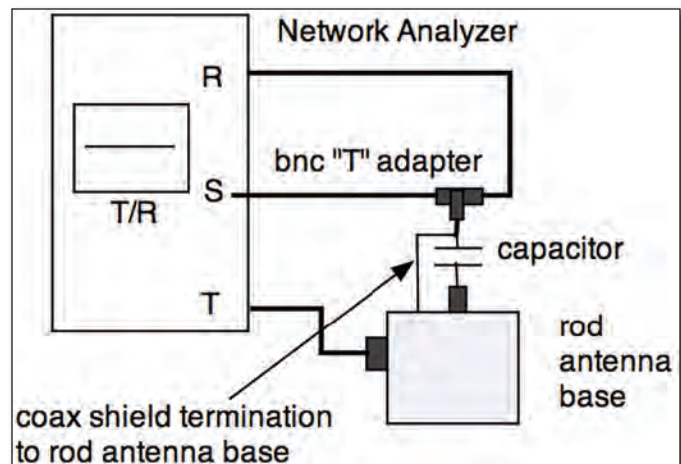 Network Analyzer
R
bnc "T" adapter
S
T/R
capacitor
T
rod
antenna
base
coax shield termination
to rod antenna base